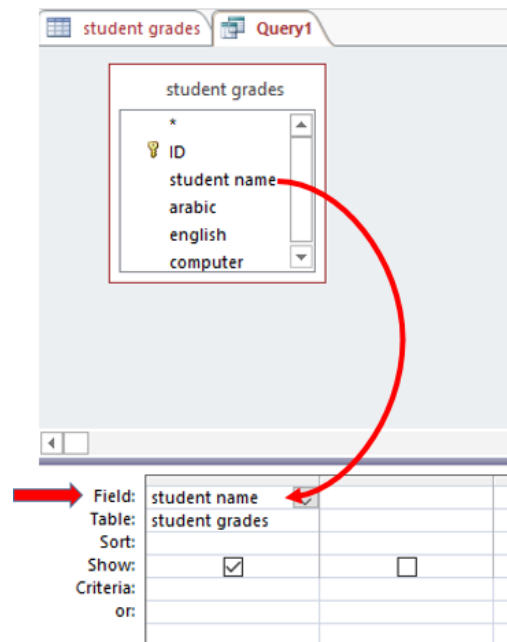 student grades Query1
student grades
*
ID
student name
arabic
english
computer
Field: student name
Table: student grades
Sort:
Show:
Criteria:
or: